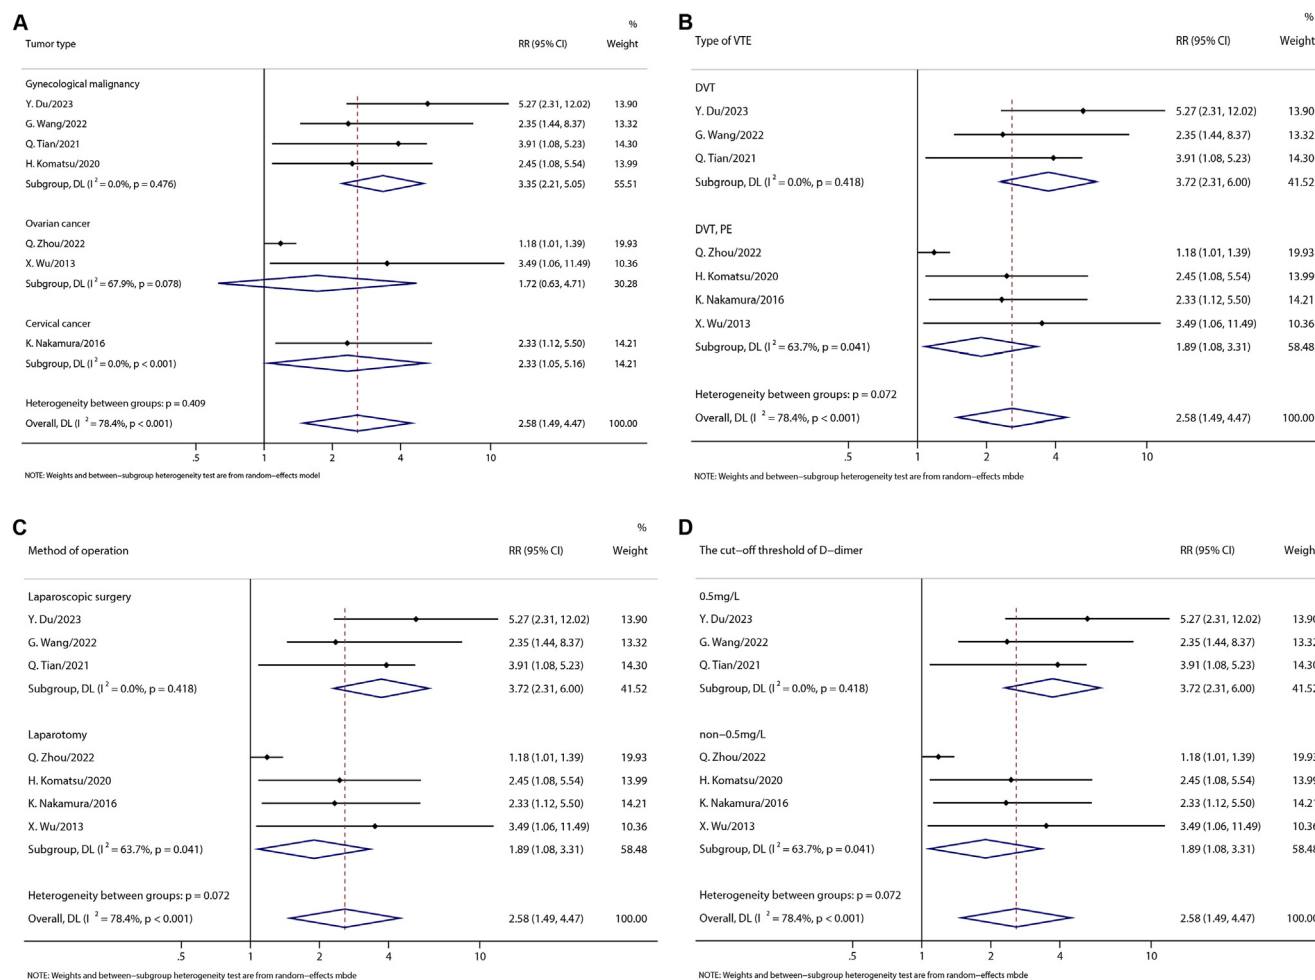 A
%
Tumor type RR (95% CI) Weight
Gynecological malignancy
Y. Du/2023 5.27 (2.31, 12.02) 13.90
G. Wang/2022 2.35 (1.44, 8.37) 13.32
Q. Tian/2021 3.91 (1.08, 5.23) 14.30
H. Komatsu/2020 2.45 (1.08, 5.54) 13.99
Subgroup, DL (I² = 0.0%, p = 0.476) 3.35 (2.21, 5.05) 55.51
Ovarian cancer
Q. Zhou/2022 1.18 (1.01, 1.39) 19.93
X. Wu/2013 3.49 (1.06, 11.49) 10.36
Subgroup, DL (I² = 67.9%, p = 0.078) 1.72 (0.63, 4.71) 30.28
Cervical cancer
K. Nakamura/2016 2.33 (1.12, 5.50) 14.21
Subgroup, DL (I² = 0.0%, p < 0.001) 2.33 (1.05, 5.16) 14.21
Heterogeneity between groups: p = 0.409
Overall, DL (I² = 78.4%, p < 0.001) 2.58 (1.49, 4.47) 100.00
.5 1 2 4 10
NOTE: Weights and between−subgroup heterogeneity test are from random−effects model
B
%
Type of VTE RR (95% CI) Weight
DVT
Y. Du/2023 5.27 (2.31, 12.02) 13.90
G. Wang/2022 2.35 (1.44, 8.37) 13.32
Q. Tian/2021 3.91 (1.08, 5.23) 14.30
Subgroup, DL (I² = 0.0%, p = 0.418) 3.72 (2.31, 6.00) 41.52
DVT, PE
Q. Zhou/2022 1.18 (1.01, 1.39) 19.93
H. Komatsu/2020 2.45 (1.08, 5.54) 13.99
K. Nakamura/2016 2.33 (1.12, 5.50) 14.21
X. Wu/2013 3.49 (1.06, 11.49) 10.36
Subgroup, DL (I² = 63.7%, p = 0.041) 1.89 (1.08, 3.31) 58.48
Heterogeneity between groups: p = 0.072
Overall, DL (I² = 78.4%, p < 0.001) 2.58 (1.49, 4.47) 100.00
.5 1 2 4 10
NOTE: Weights and between−subgroup heterogeneity test are from random−effects mbde
C
%
Method of operation RR (95% CI) Weight
Laparoscopic surgery
Y. Du/2023 5.27 (2.31, 12.02) 13.90
G. Wang/2022 2.35 (1.44, 8.37) 13.32
Q. Tian/2021 3.91 (1.08, 5.23) 14.30
Subgroup, DL (I² = 0.0%, p = 0.418) 3.72 (2.31, 6.00) 41.52
Laparotomy
Q. Zhou/2022 1.18 (1.01, 1.39) 19.93
H. Komatsu/2020 2.45 (1.08, 5.54) 13.99
K. Nakamura/2016 2.33 (1.12, 5.50) 14.21
X. Wu/2013 3.49 (1.06, 11.49) 10.36
Subgroup, DL (I² = 63.7%, p = 0.041) 1.89 (1.08, 3.31) 58.48
Heterogeneity between groups: p = 0.072
Overall, DL (I² = 78.4%, p < 0.001) 2.58 (1.49, 4.47) 100.00
.5 1 2 4 10
NOTE: Weights and between−subgroup heterogeneity test are from random−effects mbde
D
The cut−off threshold of D−dimer RR (95% CI) Weigh
0.5mg/L
Y. Du/2023 5.27 (2.31, 12.02) 13.90
G. Wang/2022 2.35 (1.44, 8.37) 13.32
Q. Tian/2021 3.91 (1.08, 5.23) 14.30
Subgroup, DL (I² = 0.0%, p = 0.418) 3.72 (2.31, 6.00) 41.52
non−0.5mg/L
Q. Zhou/2022 1.18 (1.01, 1.39) 19.93
H. Komatsu/2020 2.45 (1.08, 5.54) 13.99
K. Nakamura/2016 2.33 (1.12, 5.50) 14.21
X. Wu/2013 3.49 (1.06, 11.49) 10.36
Subgroup, DL (I² = 63.7%, p = 0.041) 1.89 (1.08, 3.31) 58.48
Heterogeneity between groups: p = 0.072
Overall, DL (I² = 78.4%, p < 0.001) 2.58 (1.49, 4.47) 100.00
.5 1 2 4 10
NOTE: Weights and between−subgroup heterogeneity test are from random−effects mbde